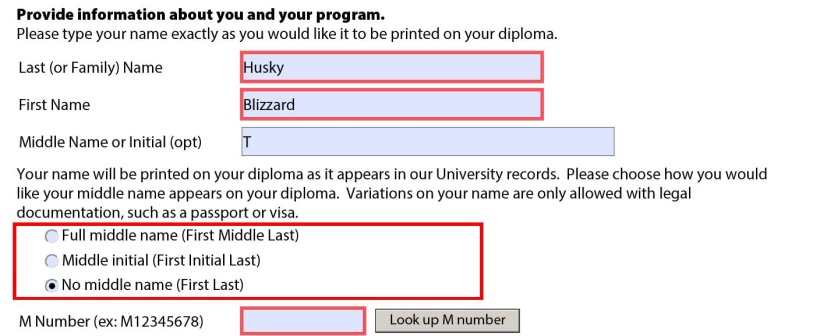 Provide information about you and your program.
Please type your name exactly as you would like it to be printed on your diploma.
Last (or Family) Name Husky
First Name Blizzard
Middle Name or Initial (opt) T
Your name will be printed on your diploma as it appears in our University records. Please choose how you would
like your middle name appears on your diploma. Variations on your name are only allowed with legal
documentation, such as a passport or visa.
Full middle name (First Middle Last)
Middle initial (First Initial Last)
No middle name (First Last)
M Number (ex: M12345678) Look up M number